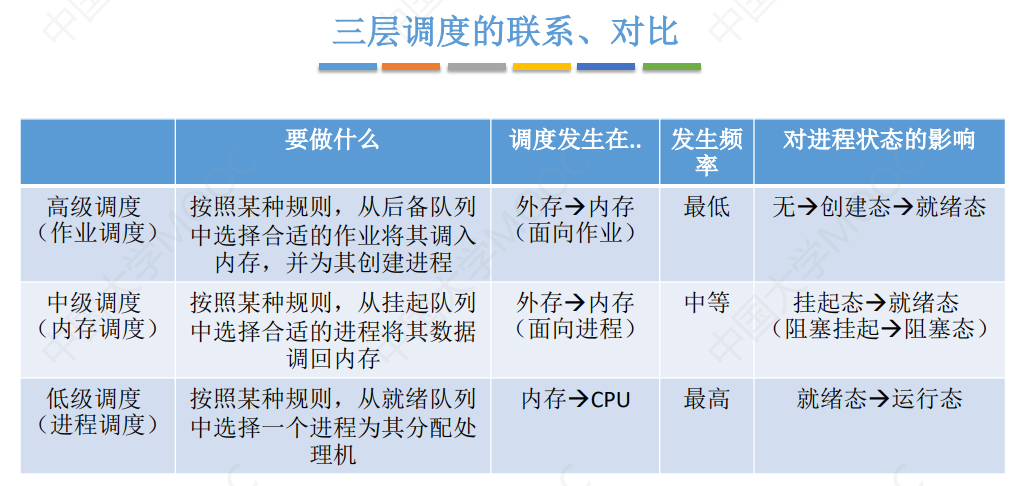 三层调度的联系、对比
要做什么
调度发生在..
发生频
率
对进程状态的影响
高级调度
（作业调度）
按照某种规则，从后备队列
中选择合适的作业将其调入
内存，并为其创建进程
外存→内存
（面向作业）
最低
无→创建态→就绪态
中级调度
（内存调度）
按照某种规则，从挂起队列
中选择合适的进程将其数据
调回内存
外存→内存
（面向进程）
中等
挂起态→就绪态
（阻塞挂起→阻塞态）
低级调度
（进程调度）
按照某种规则，从就绪队列
中选择一个进程为其分配处
理机
内存→CPU
最高
就绪态→运行态
中国大学MOOC